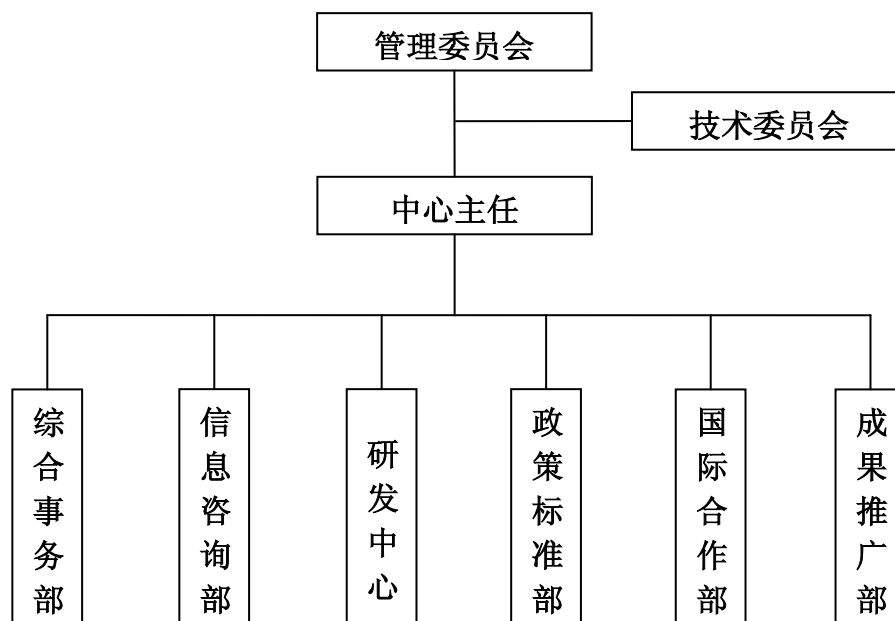 管理委员会
技术委员会
中心主任
综合事务部
信息咨询部
研发中心
政策标准部
国际合作部
成果推广部